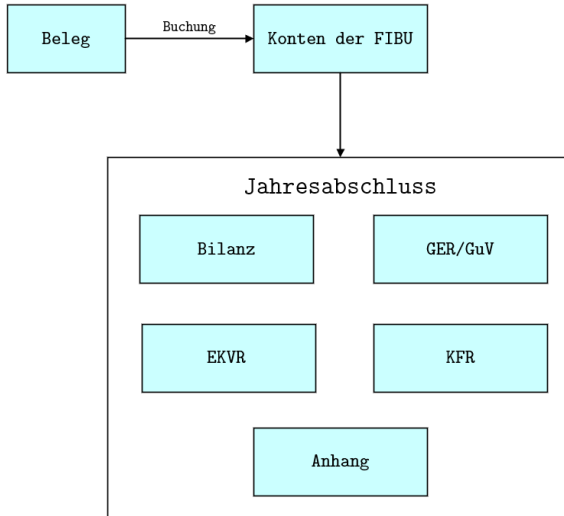 Beleg
Buchung
Konten der FIBU
Jahresabschluss
Bilanz
GER/GuV
EKVR
KFR
Anhang